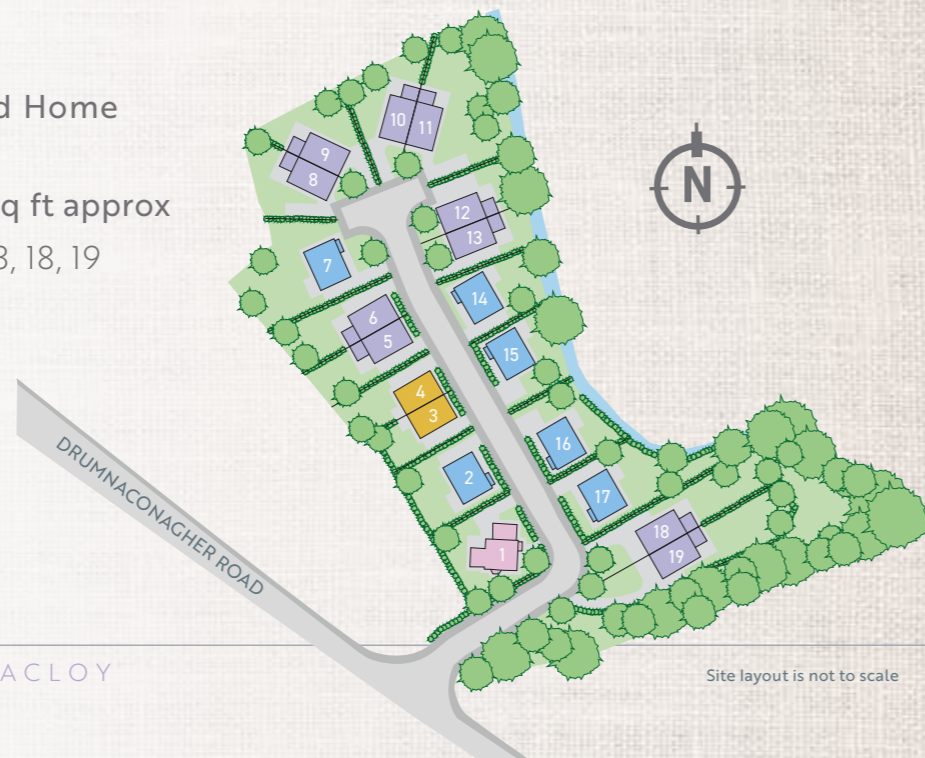 d Home
q ft approx
8, 18, 19
N
10
11
9
8
12
13
7
14
6
5
15
4
3
16
2
17
18
19
1
DRUMNACONAGHER ROAD
ACLOY
Site layout is not to scale